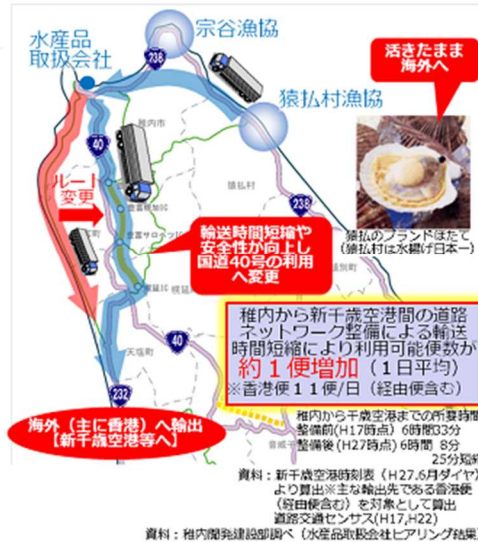 水産品
取扱会社
宗谷漁協
238
活きたまま
海外へ
猿払村漁協
稚内市
40
ルート
変更
猿払村
238
猿払のブランドほたて
(猿払村は水揚げ日本一)
輸送時間短縮や
安全性が向上し
国道40号の利用
へ変更
稚内から新千歳空港間の道路
ネットワーク整備による輸送
時間短縮により利用可能便数が
約1便増加(1日平均)
※香港便11便/日(経由便含む)
40
天塩町
232
海外(主に香港)へ輸出
【新千歳空港等へ】
稚内から千歳空港までの所要時間
整備前(H17時点) 6時間33分
整備後(H27時点) 6時間 8分
25分短縮
資料:新千歳空港時刻表(H27.6月ダイヤ)
より算出※主な輸出先である香港便
(経由便含む)を対象として算出
道路交通センサス(H17,H22)
資料:稚内開発建設部調べ(水産品取扱会社ヒアリング結果)